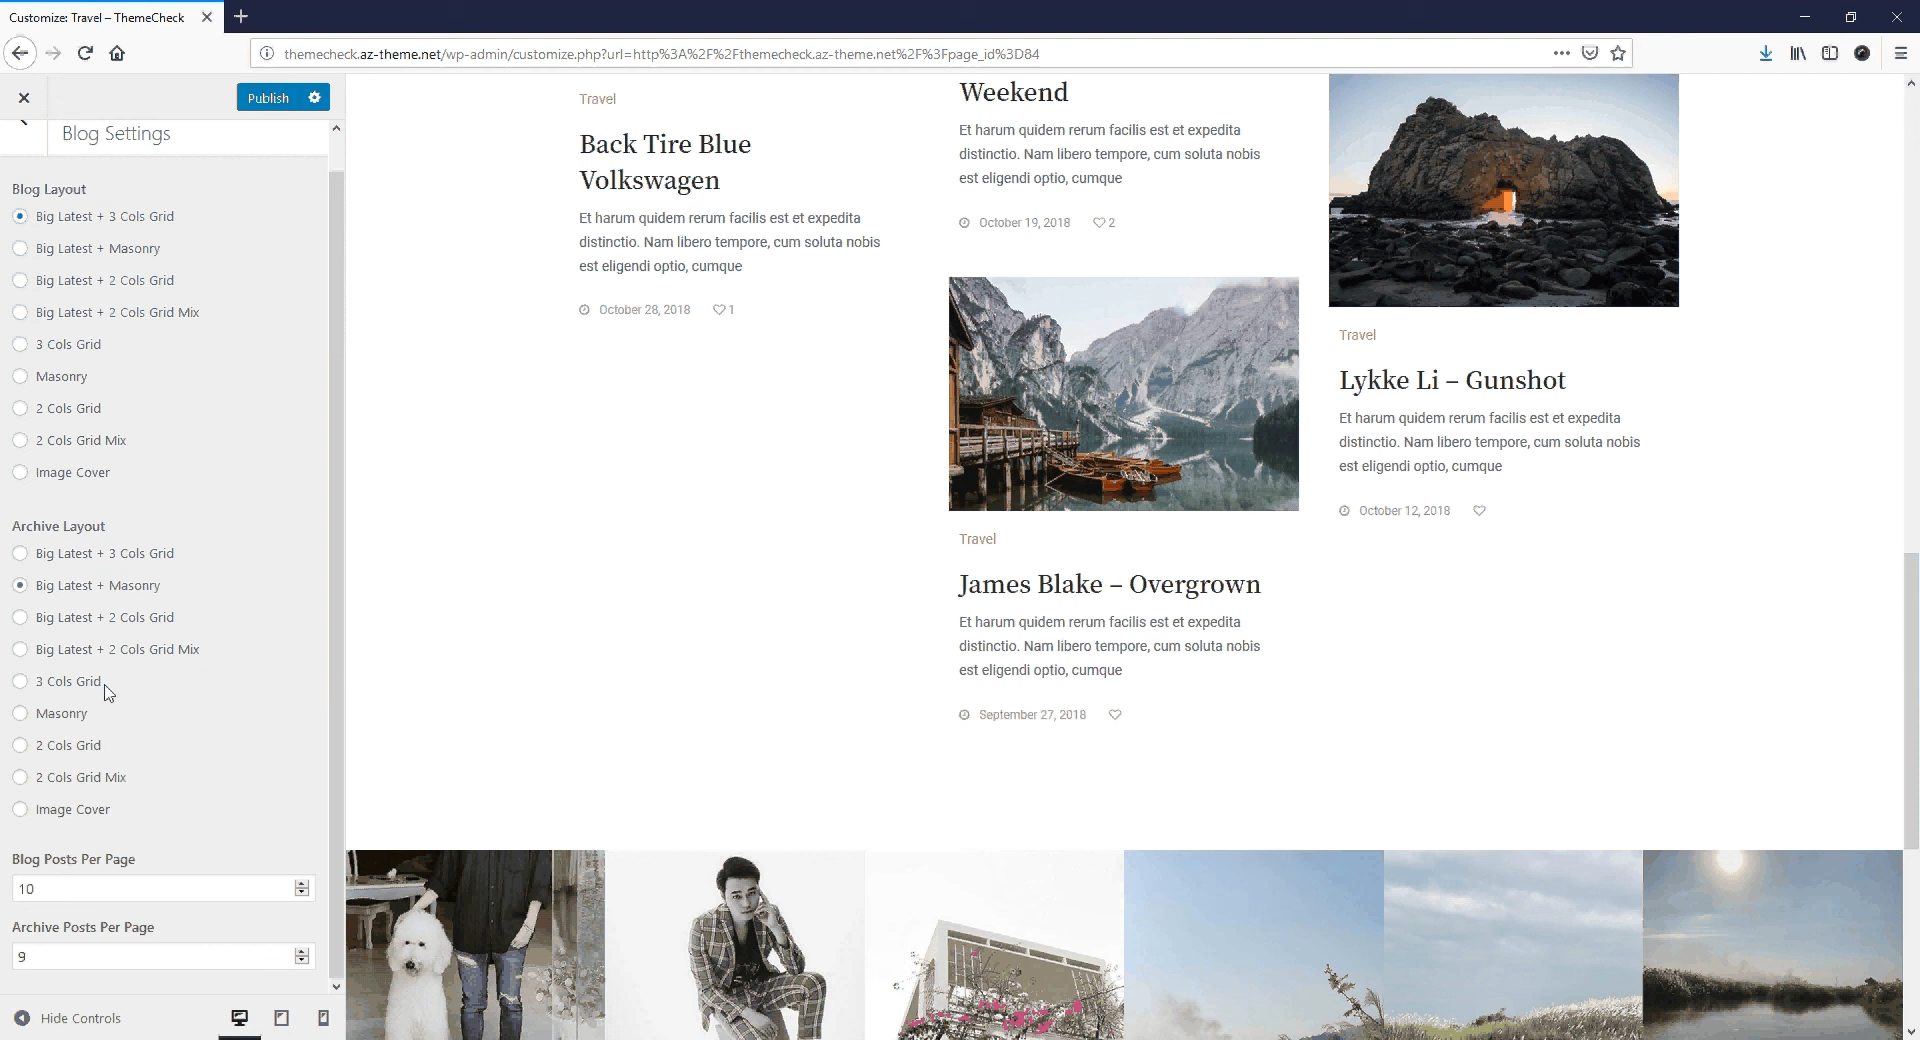 Customize: Travel – ThemeCheck
themecheck.az-theme.net/wp-admin/customize.php?url=http%3A%2F%2Fthemecheck.az-theme.net%2F%3Fpage_id%3D84
Publish
Blog Settings
Blog Layout
Big Latest + 3 Cols Grid
Big Latest + Masonry
Big Latest + 2 Cols Grid
Big Latest + 2 Cols Grid Mix
3 Cols Grid
Masonry
2 Cols Grid
2 Cols Grid Mix
Image Cover
Archive Layout
Big Latest + 3 Cols Grid
Big Latest + Masonry
Big Latest + 2 Cols Grid
Big Latest + 2 Cols Grid Mix
3 Cols Grid
Masonry
2 Cols Grid
2 Cols Grid Mix
Image Cover
Blog Posts Per Page
10
Archive Posts Per Page
9
Hide Controls
Travel
Back Tire Blue
Volkswagen
Et harum quidem rerum facilis est et expedita
distinctio. Nam libero tempore, cum soluta nobis
est eligendi optio, cumque
October 28, 2018 1
Weekend
Et harum quidem rerum facilis est et expedita
distinctio. Nam libero tempore, cum soluta nobis
est eligendi optio, cumque
October 19, 2018 2
Travel
James Blake – Overgrown
Et harum quidem rerum facilis est et expedita
distinctio. Nam libero tempore, cum soluta nobis
est eligendi optio, cumque
September 27, 2018
Travel
Lykke Li – Gunshot
Et harum quidem rerum facilis est et expedita
distinctio. Nam libero tempore, cum soluta nobis
est eligendi optio, cumque
October 12, 2018